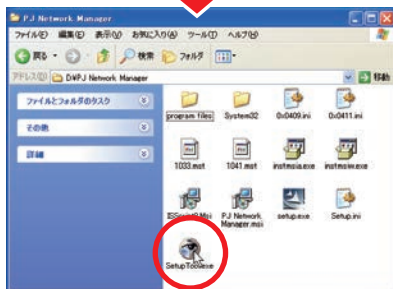 PJ Network Manager
ファイル(F) 編集(E) 表示(V) お気に入り(A) ツール(T) ヘルプ(H)
戻る 検索 フォルダ
アドレス(D) D:¥PJ Network Manager 移動
ファイルとフォルダのタスク
その他
詳細
program files System32 0x0409.ini 0x0411.ini
1033.mst 1041.mst instmsia.exe instmsiw.exe
ISScript9.Msi PJ Network Manager.msi setup.exe Setup.ini
SetupTool.exe